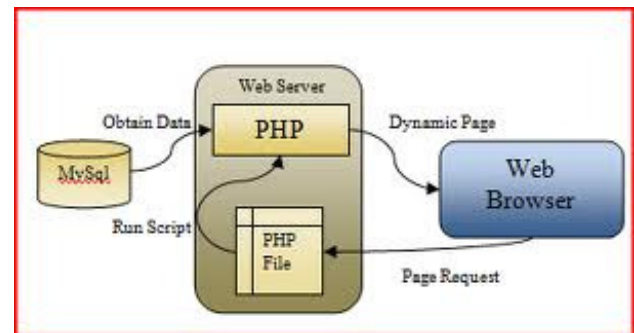 Web Server
Obtain Data
PHP
Dynamic Page
MySql
Web
Browser
Run Script
PHP
File
Page Request